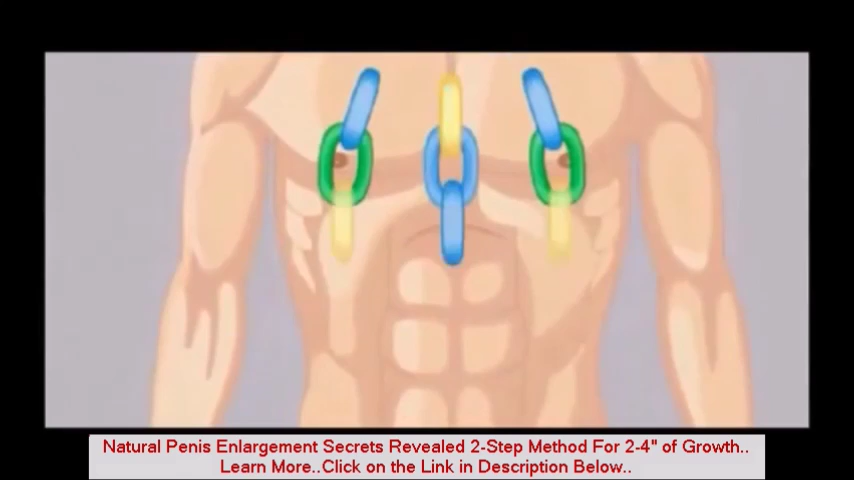 Natural Penis Enlargement Secrets Revealed 2-Step Method For 2-4" of Growth..
Learn More..Click on the Link in Description Below..